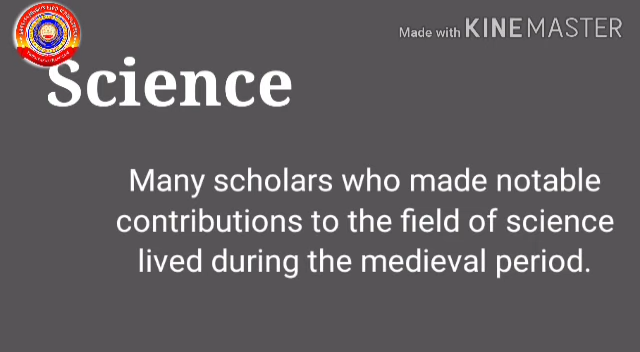 Made with KINEMASTER
Science
Many scholars who made notable
contributions to the field of science
lived during the medieval period.